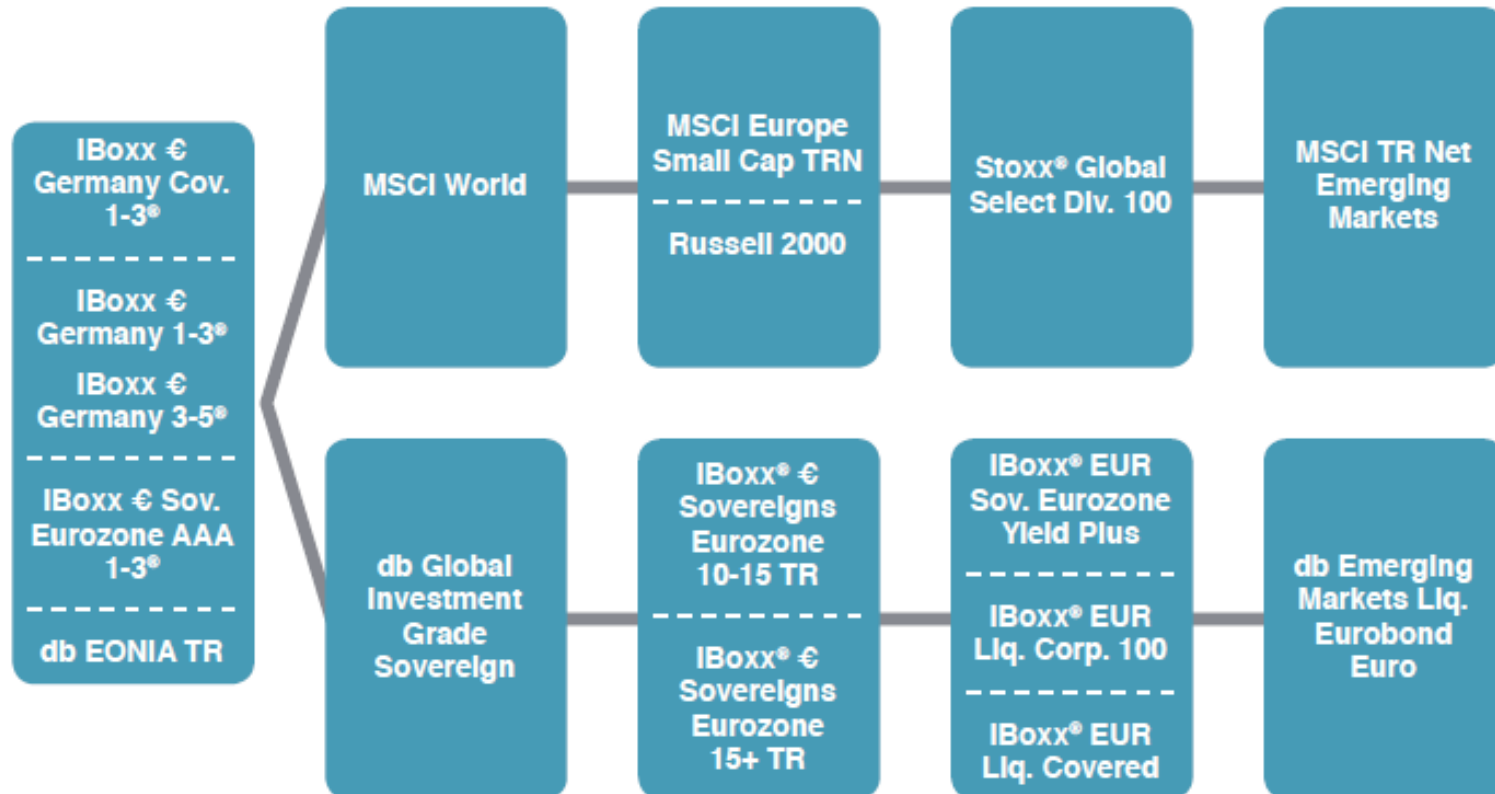 IBoxx €
Germany Cov.
1-3®
IBoxx €
Germany 1-3®
IBoxx €
Germany 3-5®
IBoxx € Sov.
Eurozone AAA
1-3®
db EONIA TR
MSCI World
MSCI Europe
Small Cap TRN
Russell 2000
Stoxx® Global
Select Div. 100
MSCI TR Net
Emerging
Markets
db Global
Investment
Grade
Sovereign
IBoxx® €
Sovereigns
Eurozone
10-15 TR
IBoxx® €
Sovereigns
Eurozone
15+ TR
IBoxx® EUR
Sov. Eurozone
Yield Plus
IBoxx® EUR
Liq. Corp. 100
IBoxx® EUR
Liq. Covered
db Emerging
Markets Liq.
Eurobond
Euro